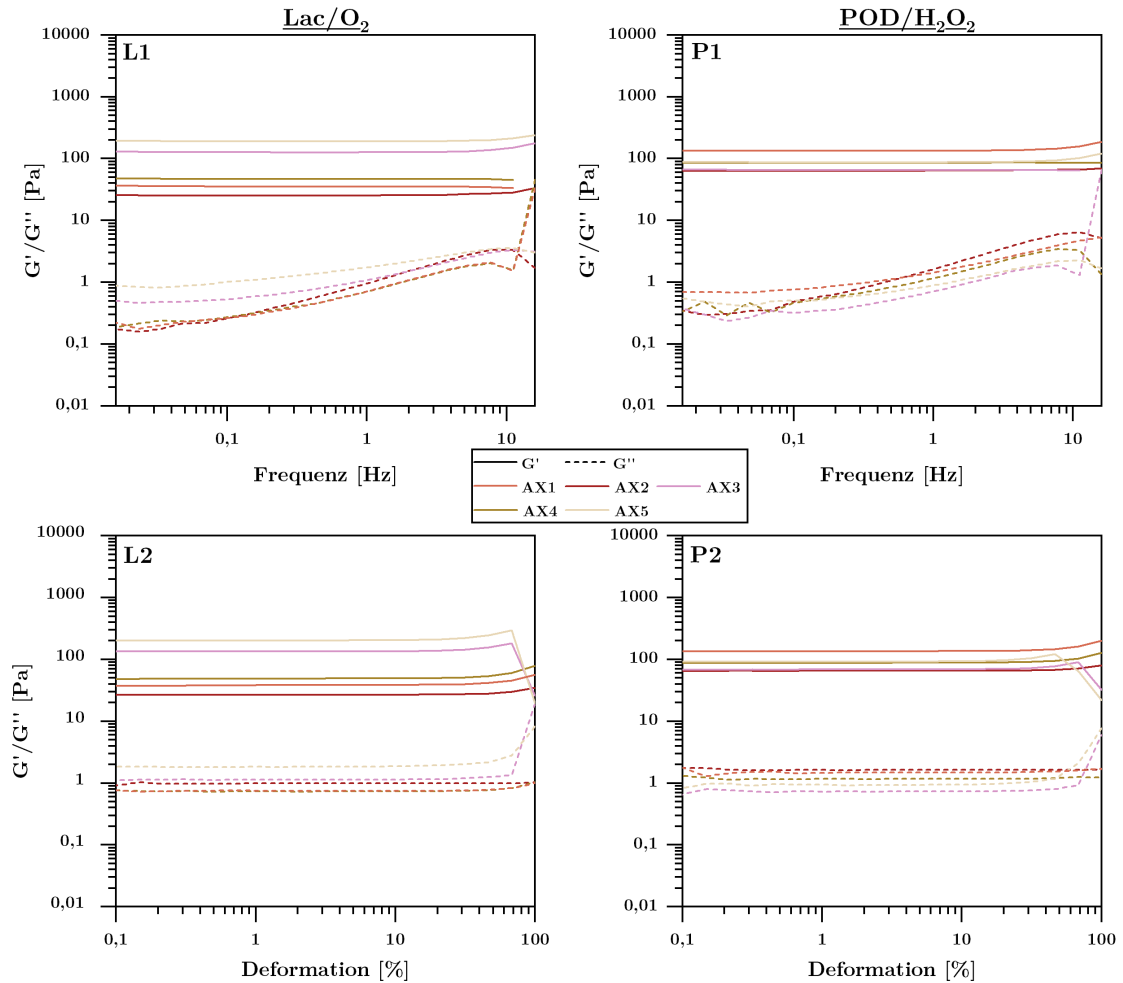 Lac/O₂
POD/H₂O₂
L1
10000
1000
100
10
1
0,1
0,01
G'/G'' [Pa]
0,1
1
10
Frequenz [Hz]
P1
10000
1000
100
10
1
0,1
0,01
G'/G'' [Pa]
0,1
1
10
Frequenz [Hz]
G' G''
AX1 AX2 AX3
AX4 AX5
L2
10000
1000
100
10
1
0,1
0,01
G'/G'' [Pa]
0,1
1
10
100
Deformation [%]
P2
10000
1000
100
10
1
0,1
0,01
0,1
1
10
100
Deformation [%]